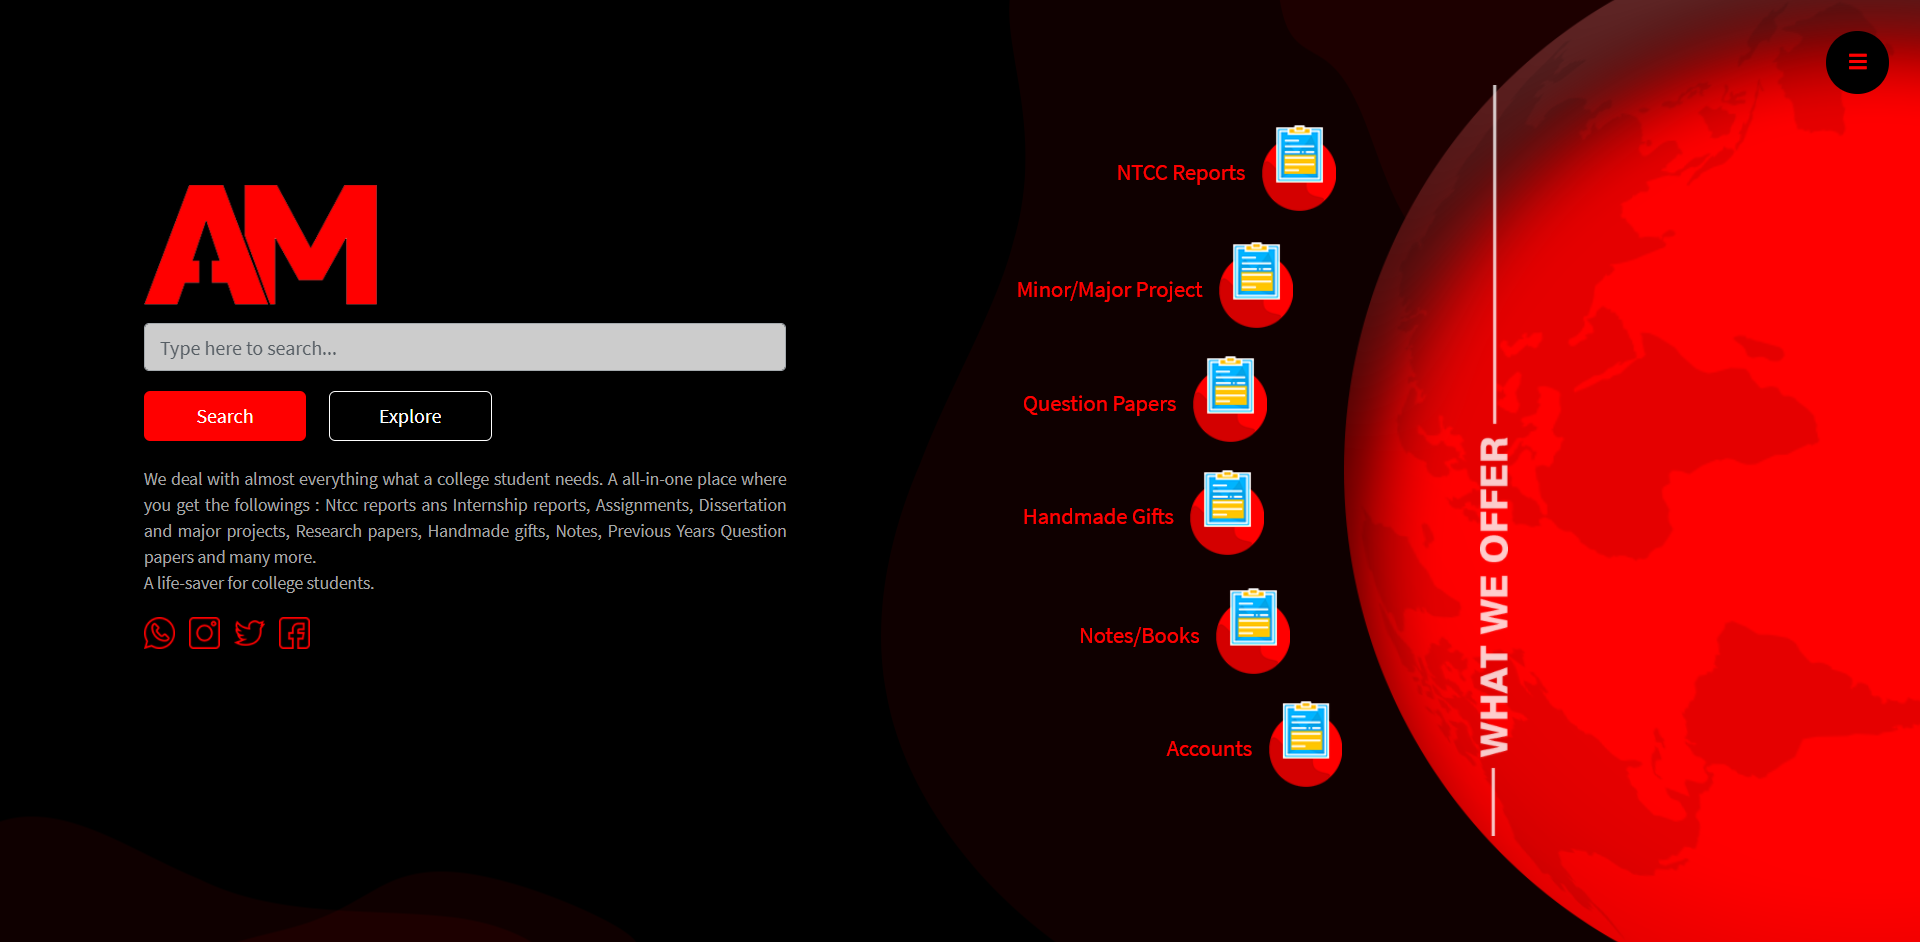 AM
Type here to search...
Search
Explore
We deal with almost everything what a college student needs. A all-in-one place where
you get the followings : Ntcc reports ans Internship reports, Assignments, Dissertation
and major projects, Research papers, Handmade gifts, Notes, Previous Years Question
papers and many more.
A life-saver for college students.
NTCC Reports
Minor/Major Project
Question Papers
Handmade Gifts
Notes/Books
Accounts
WHAT WE OFFER